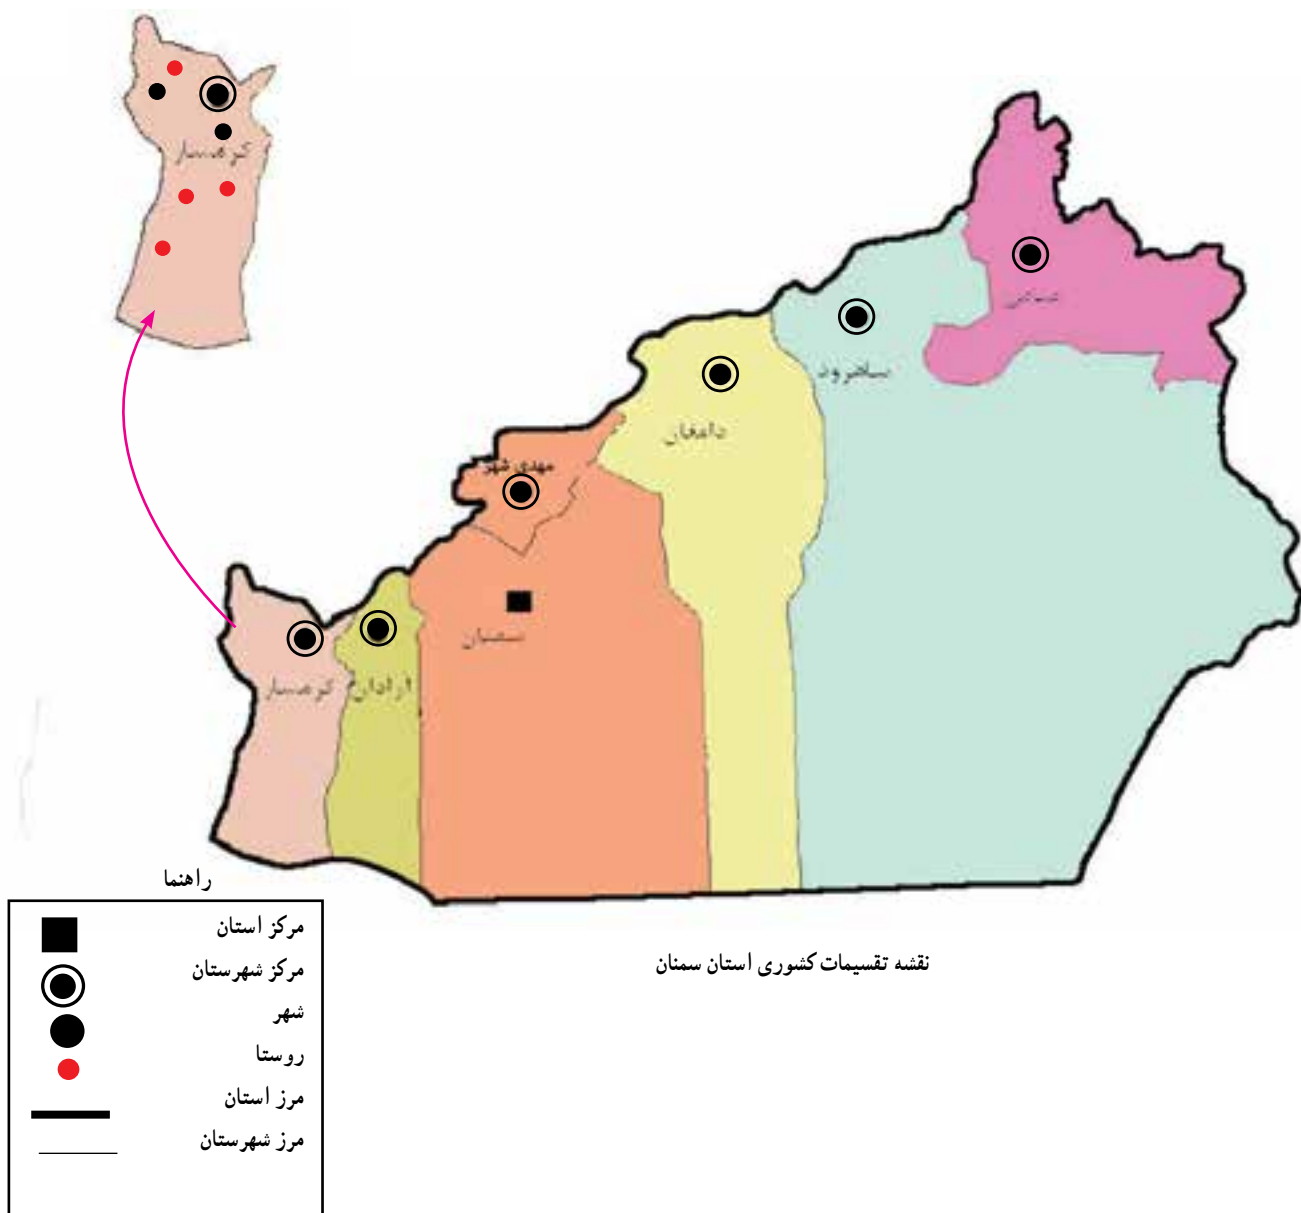 گرمسار
میامی
شاهرود
دامغان
مهدی شهر
سمنان
گرمسار
آرادان
راهنما
مرکز استان
مرکز شهرستان
شهر
روستا
مرز استان
مرز شهرستان
نقشه تقسیمات کشوری استان سمنان